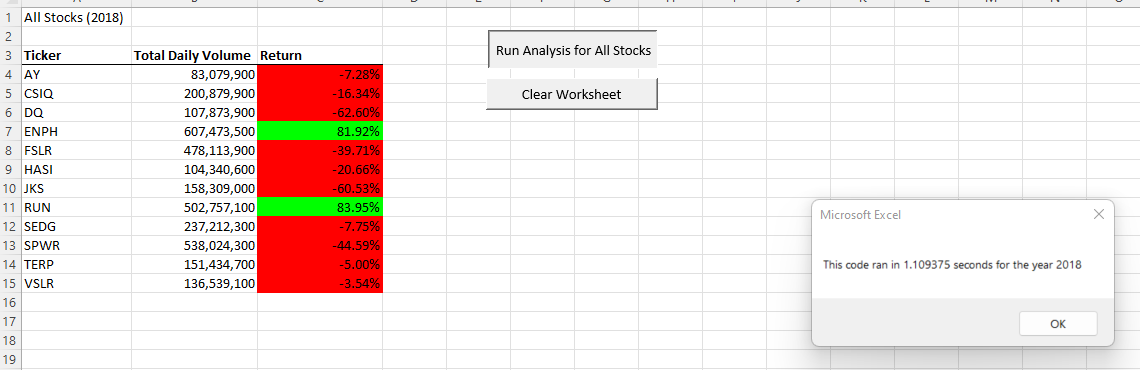 1 All Stocks (2018)
2
3 Ticker Total Daily Volume Return
4 AY 83,079,900 -7.28%
5 CSIQ 200,879,900 -16.34%
6 DQ 107,873,900 -62.60%
7 ENPH 607,473,500 81.92%
8 FSLR 478,113,900 -39.71%
9 HASI 104,340,600 -20.66%
10 JKS 158,309,000 -60.53%
11 RUN 502,757,100 83.95%
12 SEDG 237,212,300 -7.75%
13 SPWR 538,024,300 -44.59%
14 TERP 151,434,700 -5.00%
15 VSLR 136,539,100 -3.54%
16
17
18
19
Run Analysis for All Stocks
Clear Worksheet
Microsoft Excel
This code ran in 1.109375 seconds for the year 2018
OK